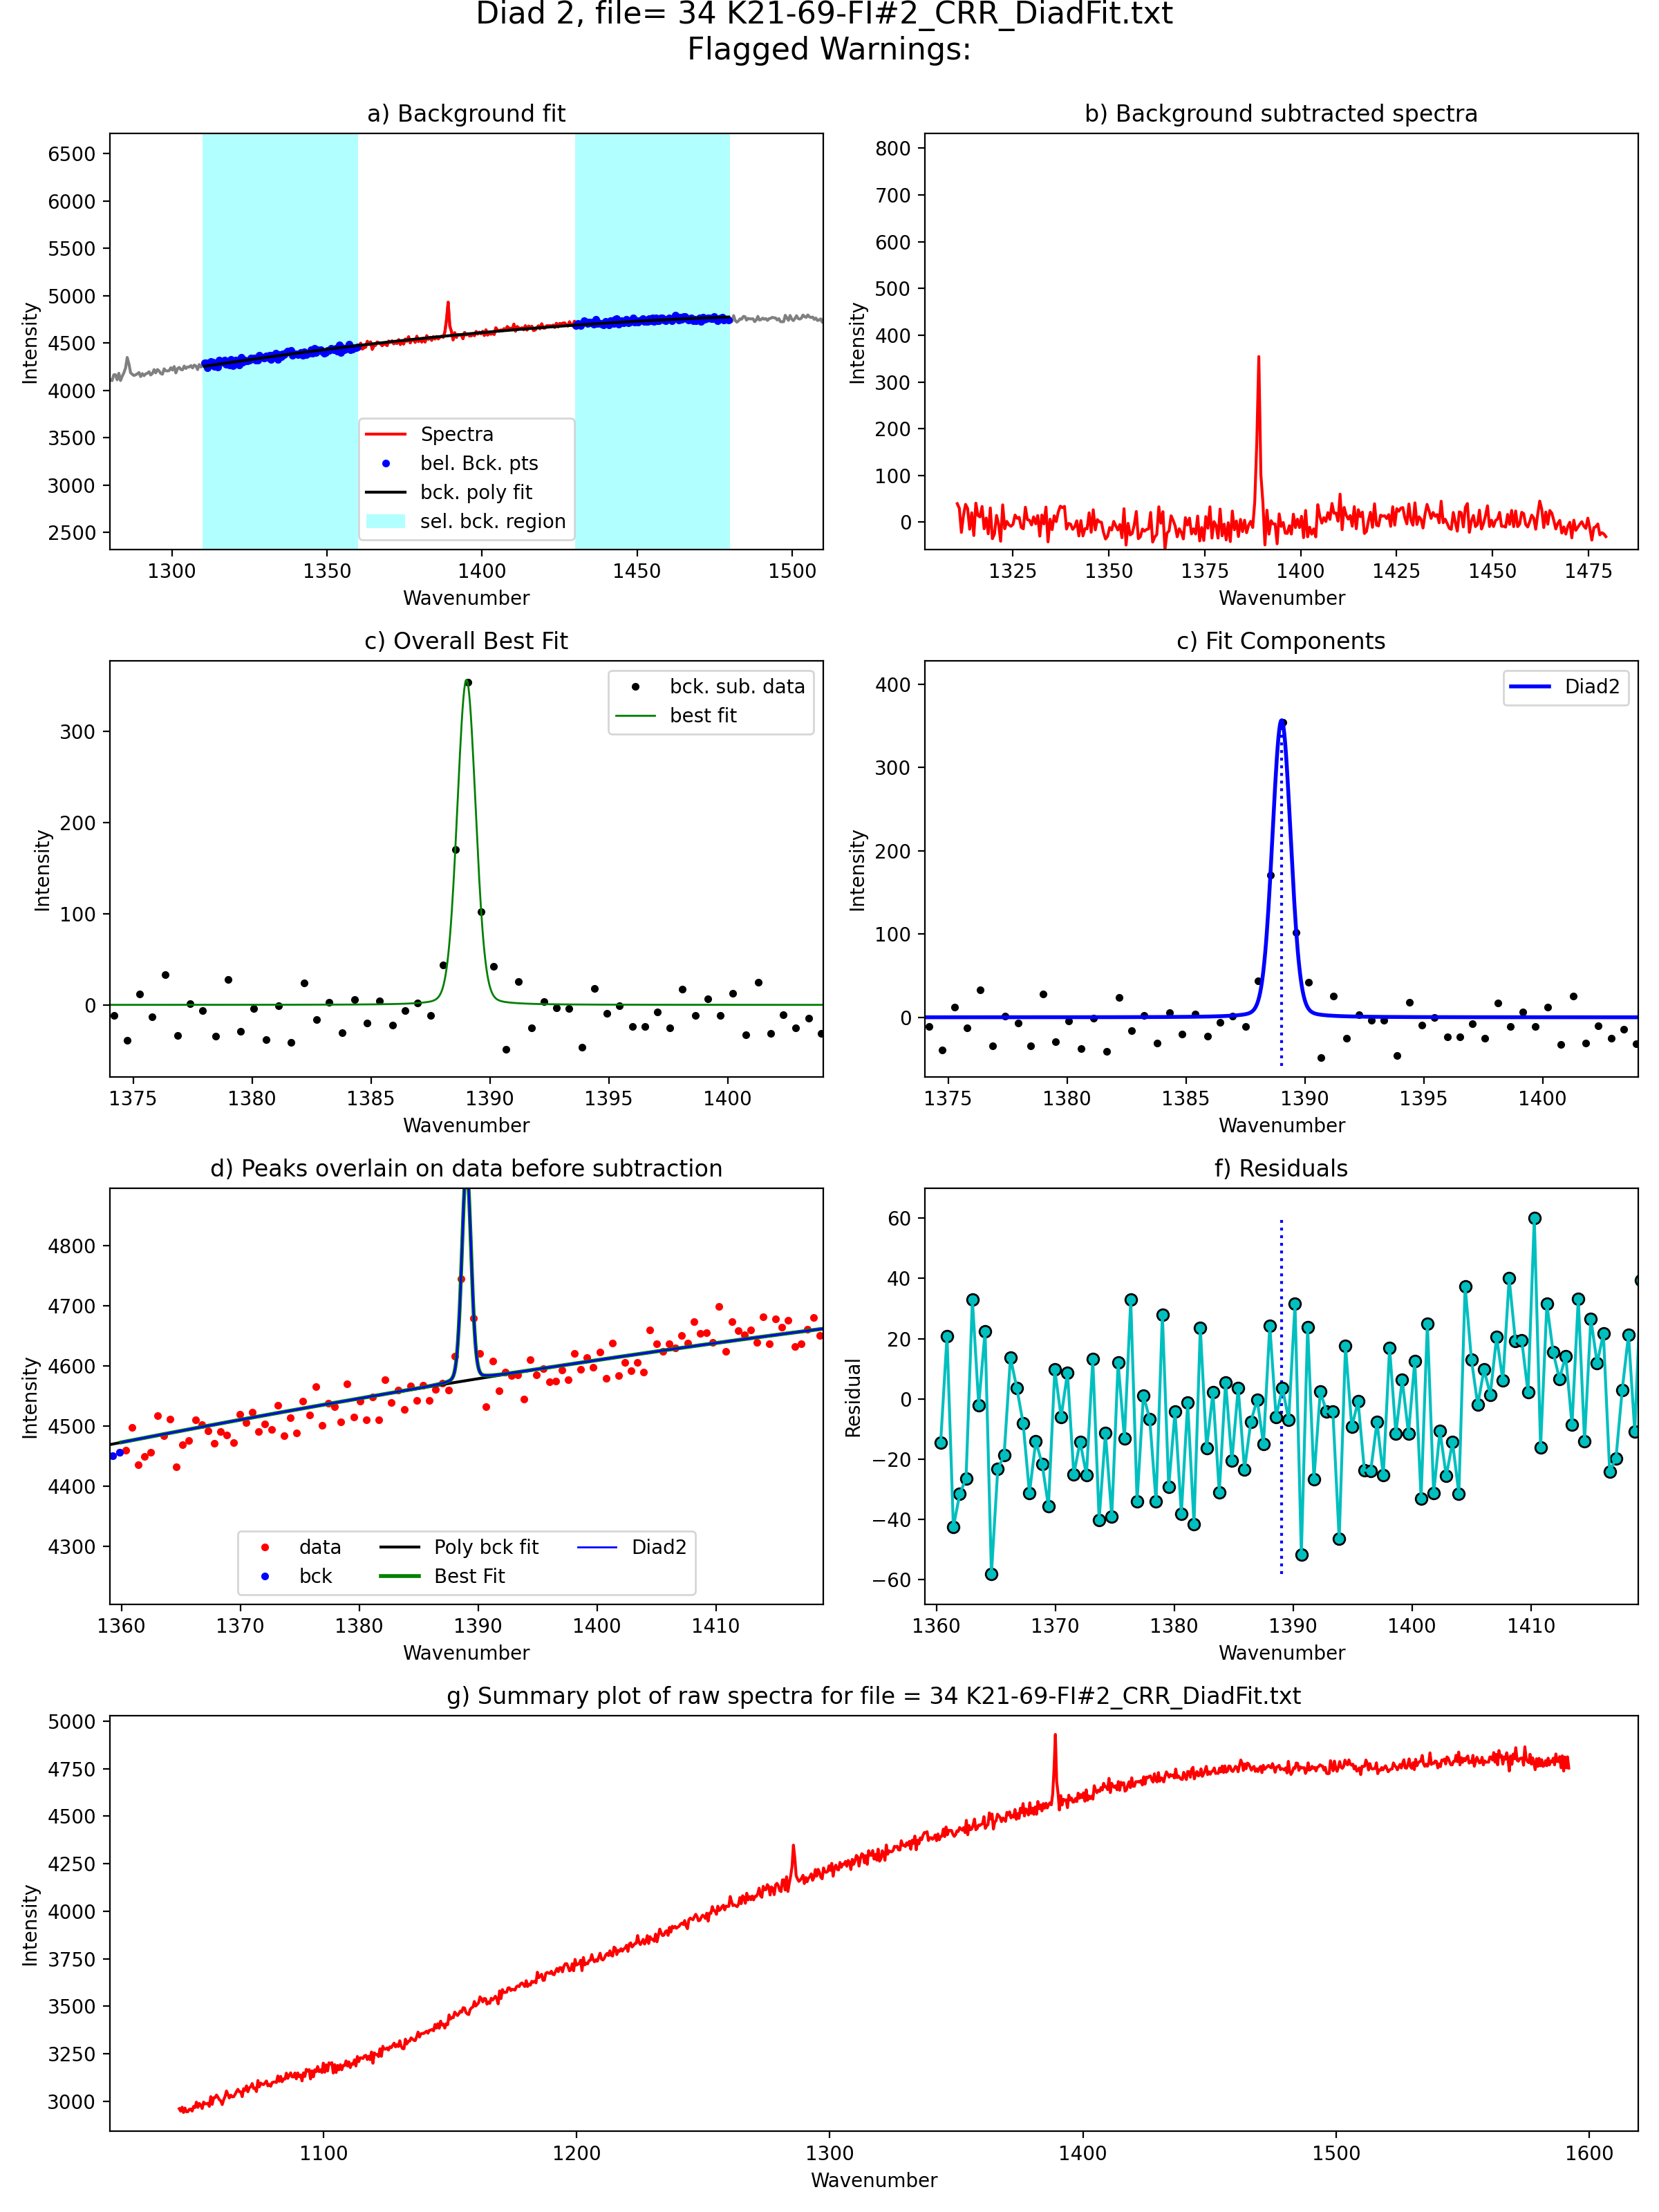 Diad 2, file= 34 K21-69-FI#2_CRR_DiadFit.txt
Flagged Warnings:
a) Background fit
6500
6000
5500
5000
4500
4000
3500
3000
2500
Intensity
Spectra
bel. Bck. pts
bck. poly fit
sel. bck. region
1300 1350 1400 1450 1500
Wavenumber
b) Background subtracted spectra
800
700
600
500
400
300
200
100
0
Intensity
1325 1350 1375 1400 1425 1450 1475
Wavenumber
c) Overall Best Fit
bck. sub. data
best fit
300
200
100
0
Intensity
1375 1380 1385 1390 1395 1400
Wavenumber
c) Fit Components
Diad2
400
300
200
100
0
Intensity
1375 1380 1385 1390 1395 1400
Wavenumber
d) Peaks overlain on data before subtraction
4800
4700
4600
4500
4400
4300
Intensity
data Poly bck fit Diad2
bck Best Fit
1360 1370 1380 1390 1400 1410
Wavenumber
f) Residuals
60
40
20
0
−20
−40
−60
Residual
1360 1370 1380 1390 1400 1410
Wavenumber
g) Summary plot of raw spectra for file = 34 K21-69-FI#2_CRR_DiadFit.txt
5000
4750
4500
4250
4000
3750
3500
3250
3000
Intensity
1100 1200 1300 1400 1500 1600
Wavenumber